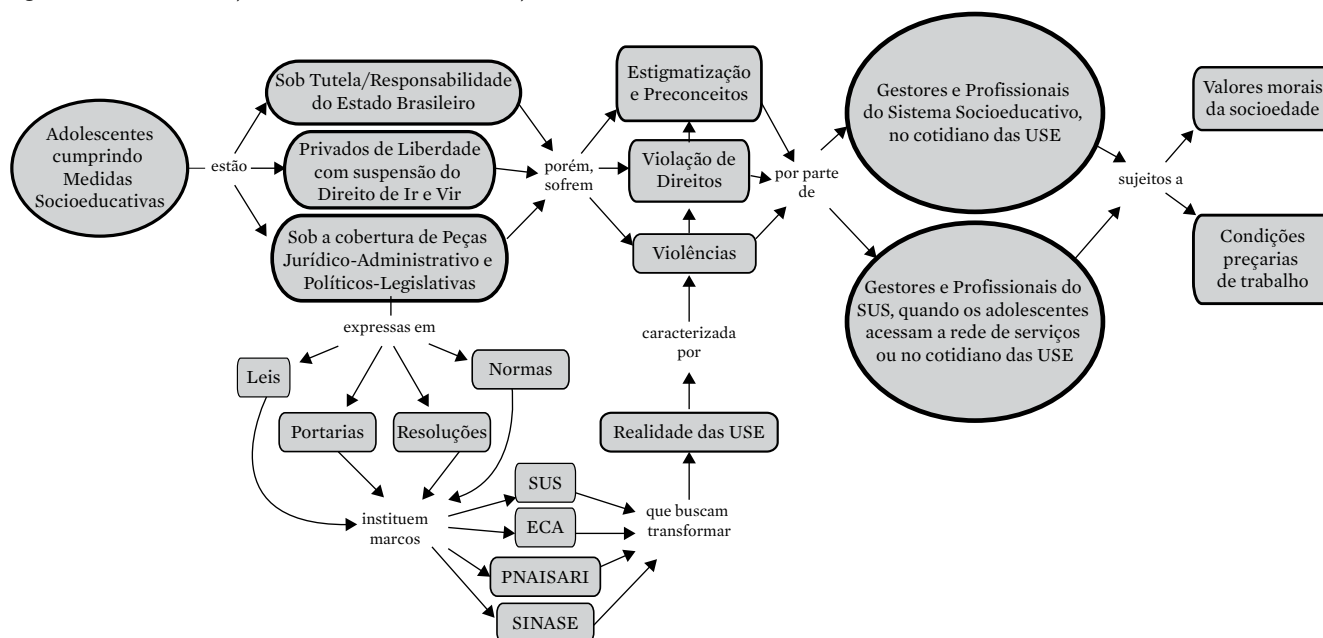 Adolescentes
cumprindo
Medidas
Socioeducativas
estão
Sob Tutela/Responsabilidade
do Estado Brasileiro
Privados de Liberdade
com suspensão do
Direito de Ir e Vir
Sob a cobertura de Peças
Jurídico-Administrativo e
Políticos-Legislativas
porém,
sofrem
Estigmatização
e Preconceitos
Violação de
Direitos
Violências
por parte
de
Gestores e Profissionais
do Sistema Socioeducativo,
no cotidiano das USE
Gestores e Profissionais do
SUS, quando os adolescentes
acessam a rede de serviços
ou no cotidiano das USE
sujeitos a
Valores morais
da socioedade
Condições
preçarias
de trabalho
expressas em
Leis
Portarias
Resoluções
Normas
instituem
marcos
SUS
ECA
PNAISARI
SINASE
que buscam
transformar
Realidade das USE
caracterizada
por